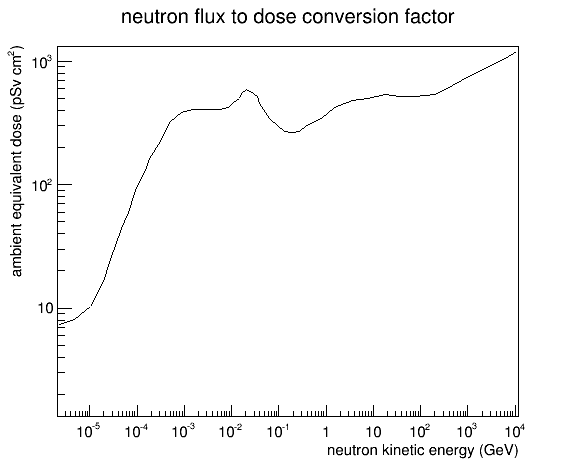 neutron flux to dose conversion factor
ambient equivalent dose (pSv cm²)
10³
10²
10
10⁻⁵ 10⁻⁴ 10⁻³ 10⁻² 10⁻¹ 1 10 10² 10³ 10⁴
neutron kinetic energy (GeV)